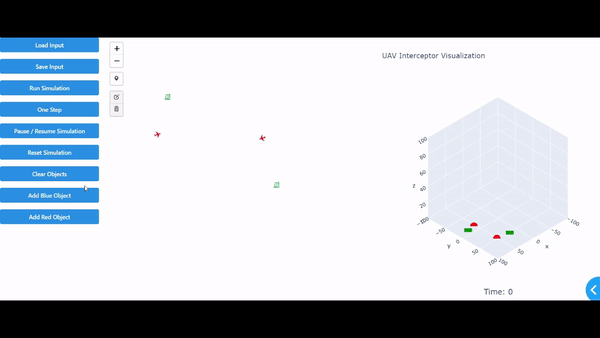 Load Input
Save Input
Run Simulation
One Step
Pause / Resume Simulation
Reset Simulation
Clear Objects
Add Blue Object
Add Red Object
+
−
UAV Interceptor Visualization
100
80
60
40
20
z
−100
−50
0
50
100
y
100
50
0
−50
−100
x
Time: 0